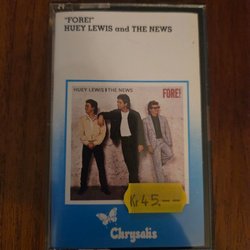 "FORE!"
HUEY LEWIS and THE NEWS
HUEY LEWIS & THE NEWS FORE!
Kr 45.--
Chrysalis